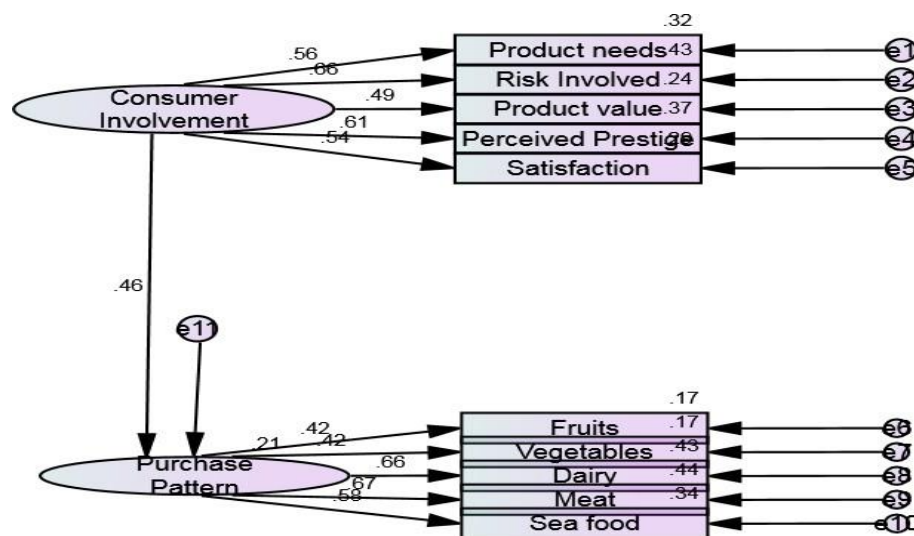 .32
.56
Product needs .43
e1
.66
Risk Involved .24
e2
Consumer
Involvement
.49
Product value .37
e3
.61
Perceived Prestige
e4
.54
Satisfaction
e5
.46
e11
.17
.42
Fruits .17
e6
.21
.42
Vegetables .43
e7
Purchase
Pattern
.66
Dairy .44
e8
.67
Meat .34
e9
.58
Sea food
e10